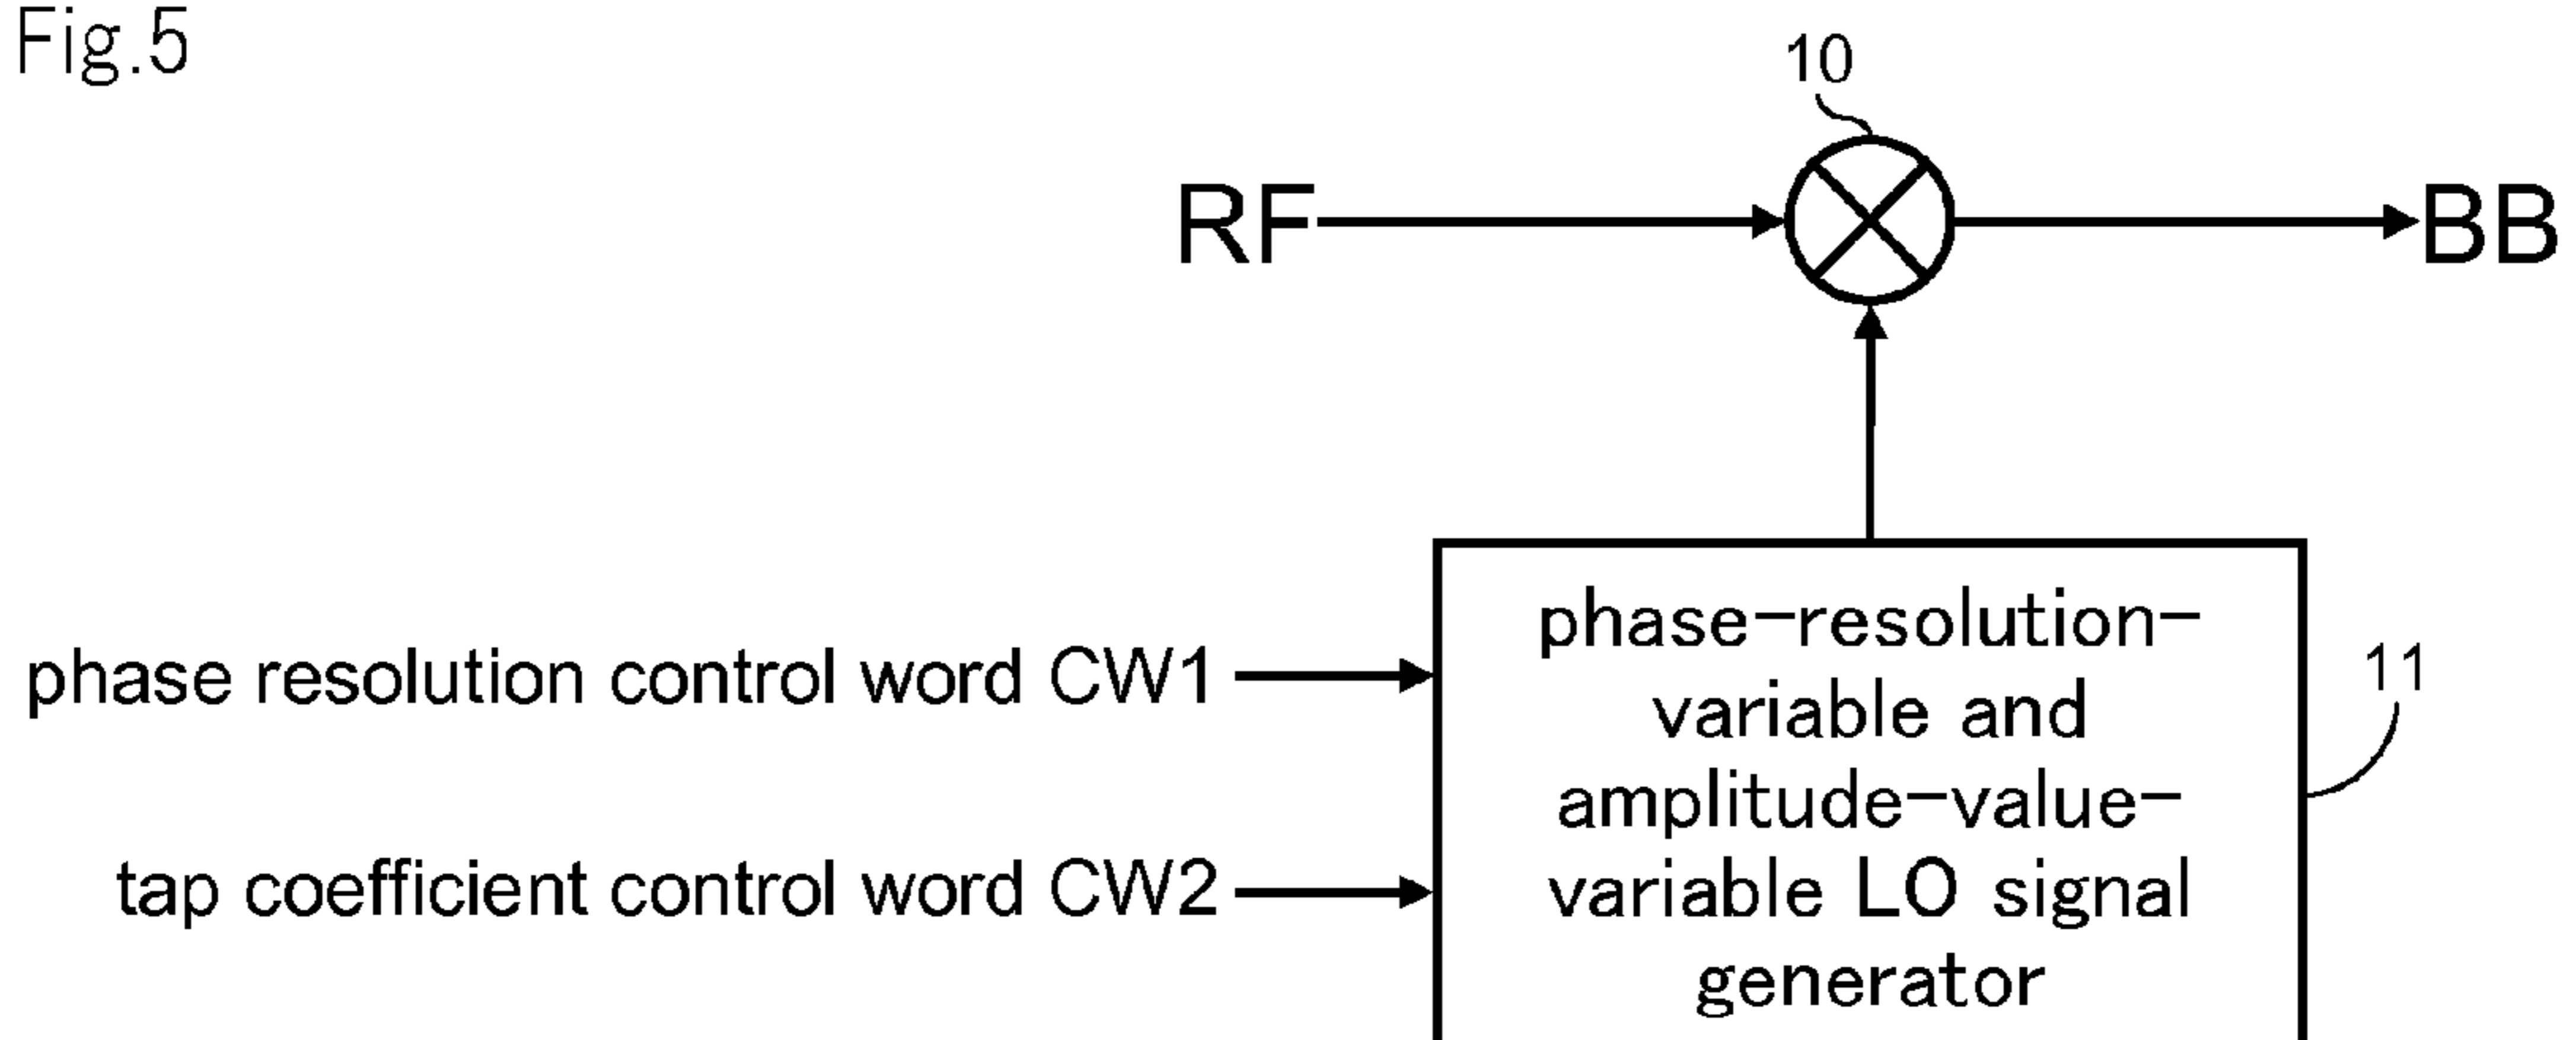 Fig.5
10
RF
BB
phase resolution control word CW1
tap coefficient control word CW2
phase-resolution-
variable and
amplitude-value-
variable LO signal
generator
11